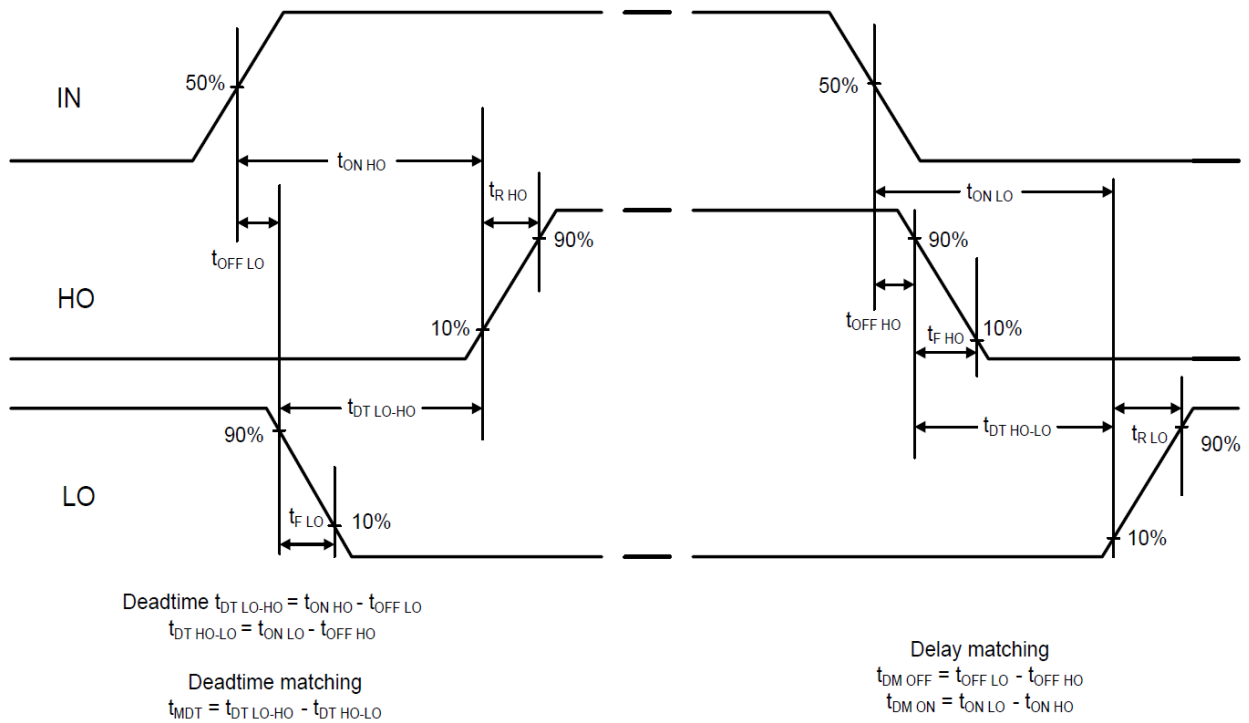 50%
IN
50%
tON HO
tR HO
tON LO
90%
90%
tOFF LO
HO
10%
tOFF HO
tF HO
10%
tDT LO-HO
90%
tDT HO-LO
tR LO
90%
LO
tF LO
10%
10%
Deadtime tDT LO-HO = tON HO - tOFF LO
tDT HO-LO = tON LO - tOFF HO
Deadtime matching
tMDT = tDT LO-HO - tDT HO-LO
Delay matching
tDM OFF = tOFF LO - tOFF HO
tDM ON = tON LO - tON HO